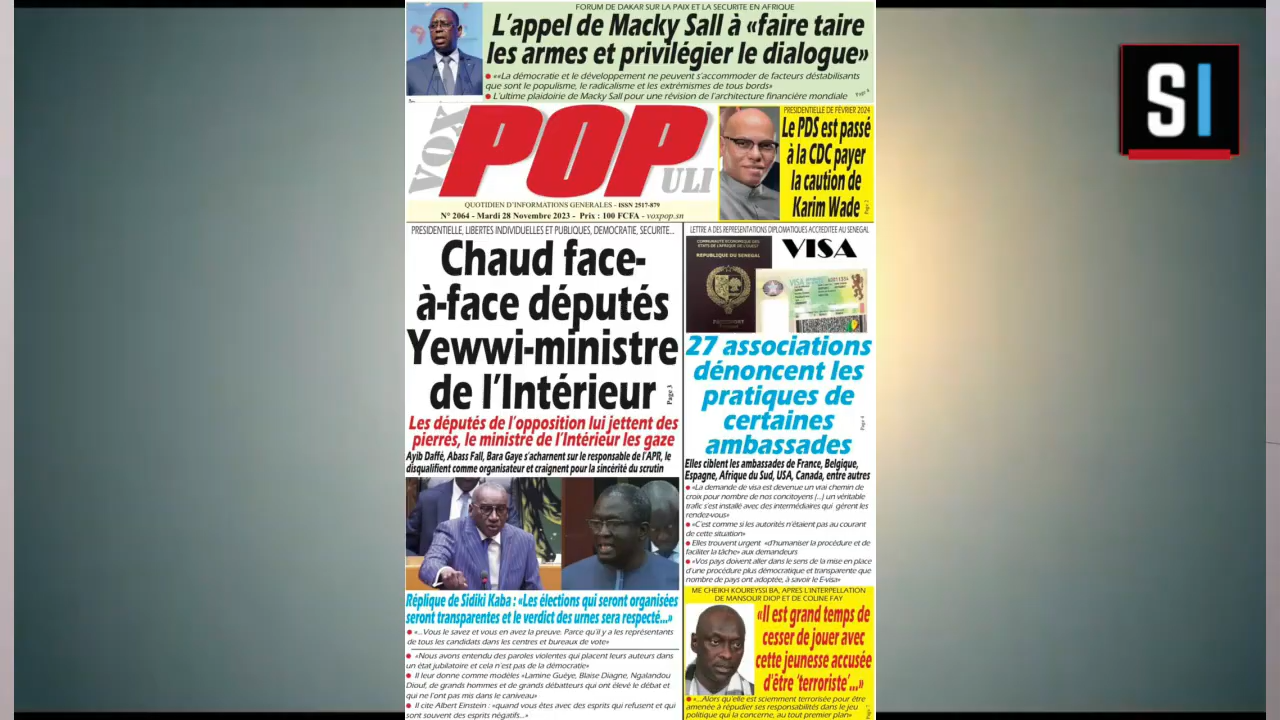 FORUM DE DAKAR SUR LA PAIX ET LA SECURITE EN AFRIQUE
L'appel de Macky Sall à «faire taire
les armes et privilégier le dialogue»
««La démocratie et le développement ne peuvent s'accommoder de facteurs déstabilisants
que sont le populisme, le radicalisme et les extrémismes de tous bords»
L'ultime plaidoirie de Macky Sall pour une révision de l'architecture financière mondiale
Page 4
SI
VOX
POP
ULI
QUOTIDIEN D'INFORMATIONS GENERALES - ISSN 2517-879
N° 2064 - Mardi 28 Novembre 2023 - Prix : 100 FCFA - voxpop.sn
PRESIDENTIELLE DE FÉVRIER 2024
Le PDS est passé
à la CDC payer
la caution de
Karim Wade
Page 2
PRESIDENTIELLE, LIBERTES INDIVIDUELLES ET PUBLIQUES, DEMOCRATIE, SECURITE...
Chaud face-
à-face députés
Yewwi-ministre
de l'Intérieur
Page 3
Les députés de l'opposition lui jettent des
pierres, le ministre de l'Intérieur les gaze
Ayib Daffé, Abass Fall, Bara Gaye s'acharnent sur le responsable de l'APR, le
disqualifient comme organisateur et craignent pour la sincérité du scrutin
Réplique de Sidiki Kaba : «Les élections qui seront organisées
seront transparentes et le verdict des urnes sera respecté...»
«...Vous le savez et vous en avez la preuve. Parce qu'il y a les représentants
de tous les candidats dans les centres et bureaux de vote»
«Nous avons entendu des paroles violentes qui placent leurs auteurs dans
un état jubilatoire et cela n'est pas de la démocratie»
Il leur donne comme modèles «Lamine Guèye, Blaise Diagne, Ngalandou
Diouf, de grands hommes et de grands débatteurs qui ont élevé le débat et
qui ne l'ont pas mis dans le caniveau»
Il cite Albert Einstein : «quand vous êtes avec des esprits qui refusent et qui
sont souvent des esprits négatifs...»
LETTRE A DES REPRESENTATIONS DIPLOMATIQUES ACCREDITEE AU SENEGAL
REPUBLIQUE DU SENEGAL
VISA
27 associations
dénoncent les
pratiques de
certaines
ambassades
Page 4
Elles ciblent les ambassades de France, Belgique,
Espagne, Afrique du Sud, USA, Canada, entre autres
«La demande de visa est devenue un vrai chemin de
croix pour nombre de nos concitoyens (...) un véritable
trafic s'est installé avec des intermédiaires qui gèrent les
rendez-vous»
«C'est comme si les autorités n'étaient pas au courant
de cette situation»
Elles trouvent urgent «d'humaniser la procédure et de
faciliter la tâche» aux demandeurs
«Vos pays doivent aller dans le sens de la mise en place
d'une procédure plus démocratique et transparente que
nombre de pays ont adoptée, à savoir le E-visa»
ME CHEIKH KOUREYSSI BA, APRES L'INTERPELLATION
DE MANSOUR DIOP ET DE COLINE FAY
«Il est grand temps de
cesser de jouer avec
cette jeunesse accusée
d'être 'terroriste'...»
«...Alors qu'elle est sciemment terrorisée pour être
amenée à répudier ses responsabilités dans le jeu
politique qui la concerne, au tout premier plan»